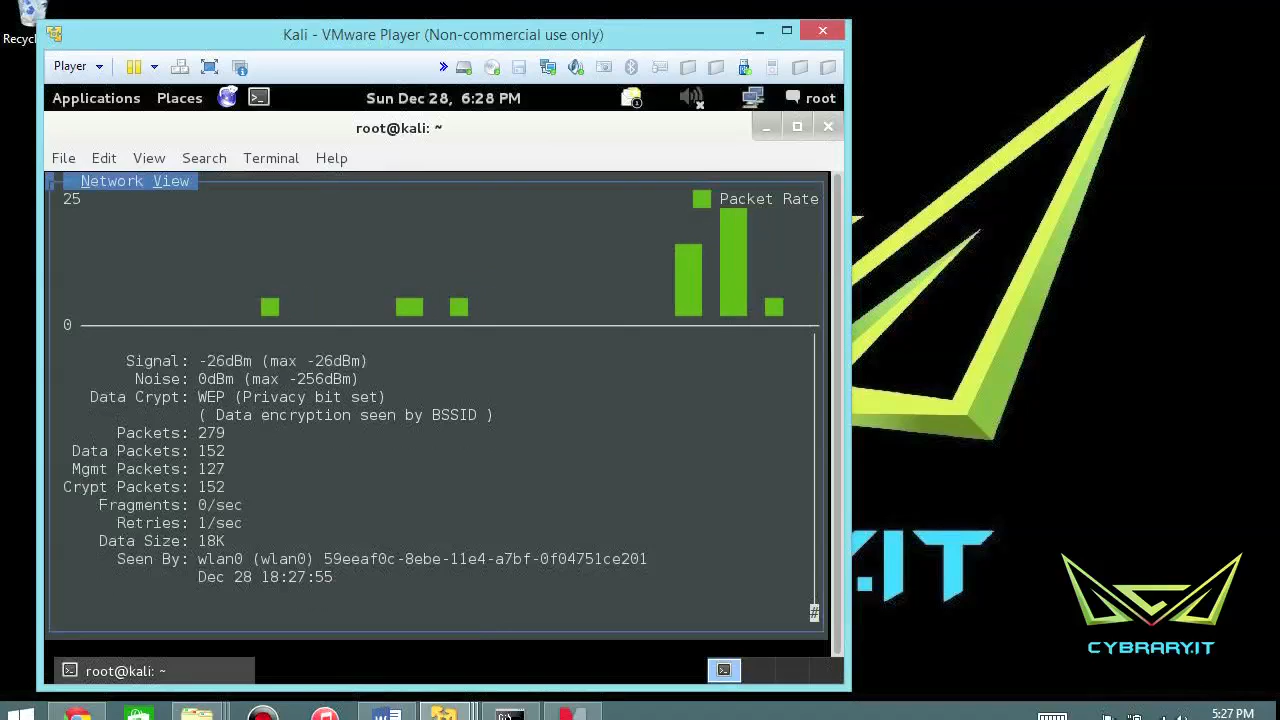 Recyc
Kali - VMware Player (Non-commercial use only)
Player
Applications Places Sun Dec 28, 6:28 PM root
root@kali: ~
File Edit View Search Terminal Help
Network View
25 Packet Rate
0
Signal: -26dBm (max -26dBm)
Noise: 0dBm (max -256dBm)
Data Crypt: WEP (Privacy bit set)
( Data encryption seen by BSSID )
Packets: 279
Data Packets: 152
Mgmt Packets: 127
Crypt Packets: 152
Fragments: 0/sec
Retries: 1/sec
Data Size: 18K
Seen By: wlan0 (wlan0) 59eeaf0c-8ebe-11e4-a7bf-0f04751ce201
Dec 28 18:27:55
#
root@kali: ~
Y.IT
CYBRARY.IT
5:27 PM